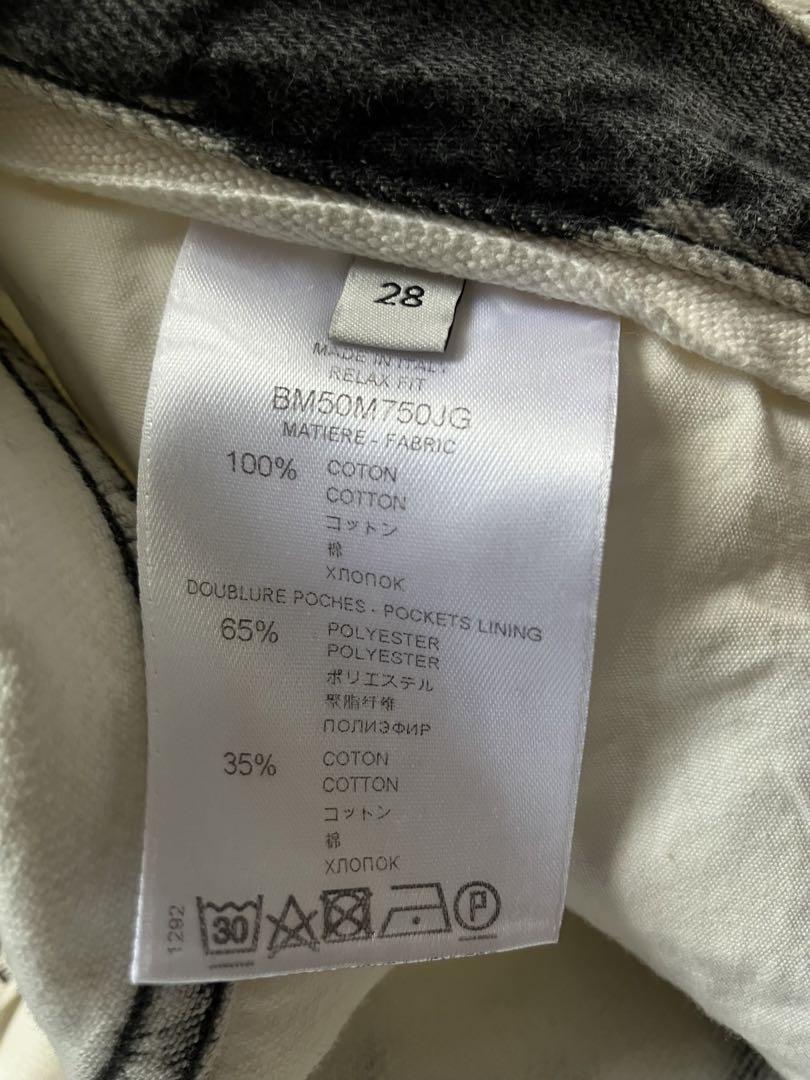 28
MADE IN ITALY
RELAX FIT
BM50M750JG
MATIERE - FABRIC
100% COTON
COTTON
コットン
棉
ХЛОПОК
DOUBLURE POCHES - POCKETS LINING
65% POLYESTER
POLYESTER
ポリエステル
聚脂纤维
ПОЛИЭФИР
35% COTON
COTTON
コットン
棉
ХЛОПОК
1292
30
P